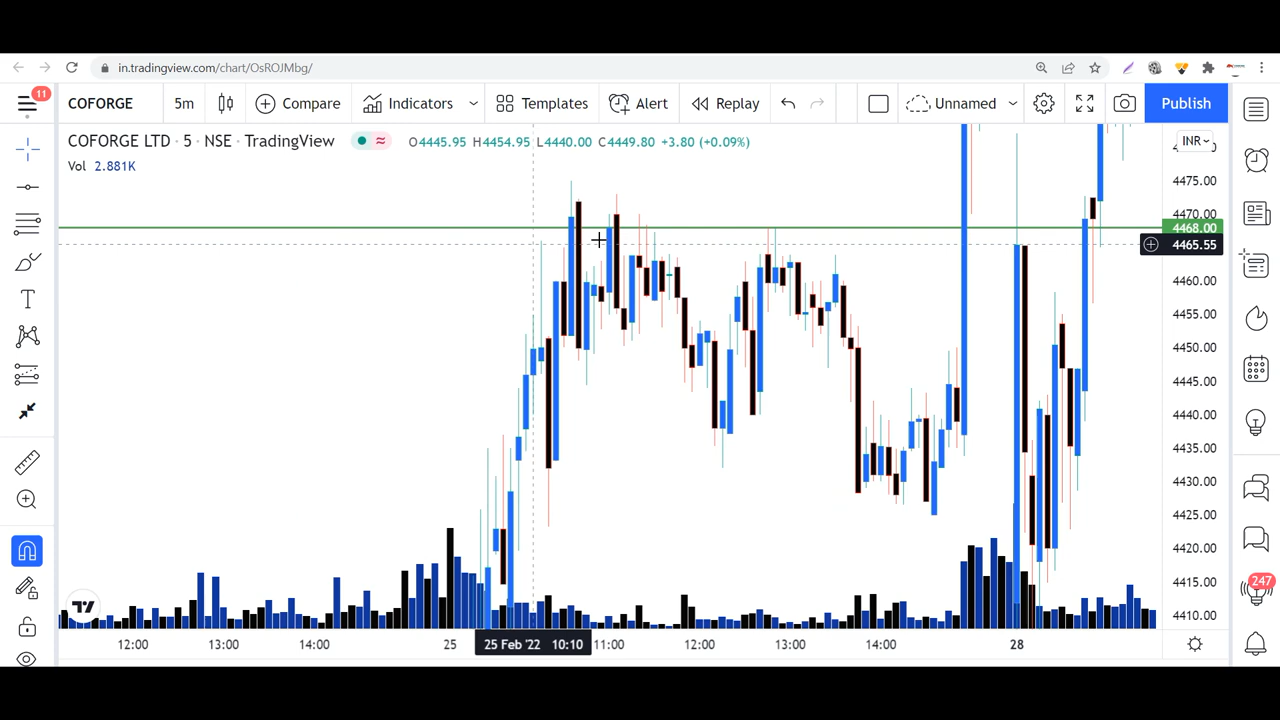 in.tradingview.com/chart/OsROJMbg/
11
COFORGE
5m
Compare
Indicators
Templates
Alert
Replay
Unnamed
Publish
COFORGE LTD · 5 · NSE · TradingView
O4445.95 H4454.95 L4440.00 C4449.80 +3.80 (+0.09%)
INR
Vol 2.881K
4475.00
4470.00
4468.00
4465.55
4460.00
4455.00
4450.00
4445.00
4440.00
4435.00
4430.00
4425.00
4420.00
4415.00
4410.00
247
12:00
13:00
14:00
25
25 Feb '22 10:10
11:00
12:00
13:00
14:00
28